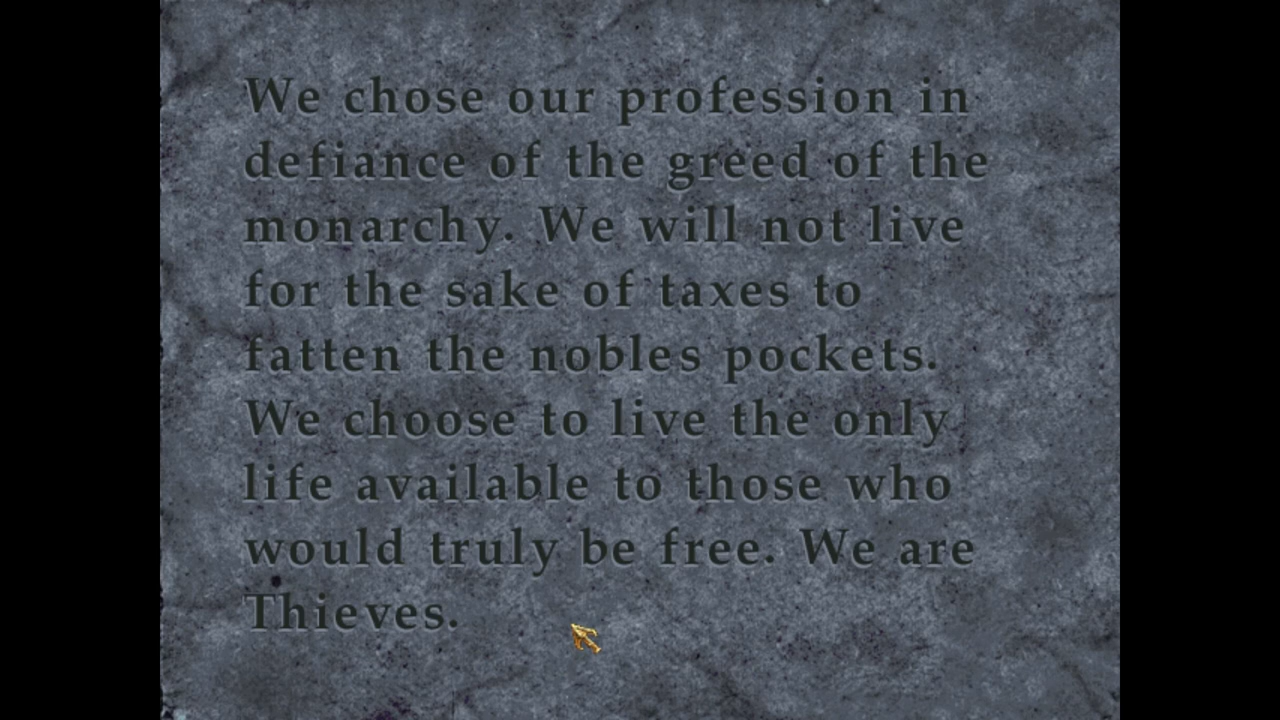 We chose our profession in
defiance of the greed of the
monarchy. We will not live
for the sake of taxes to
fatten the nobles pockets.
We choose to live the only
life available to those who
would truly be free. We are
Thieves.